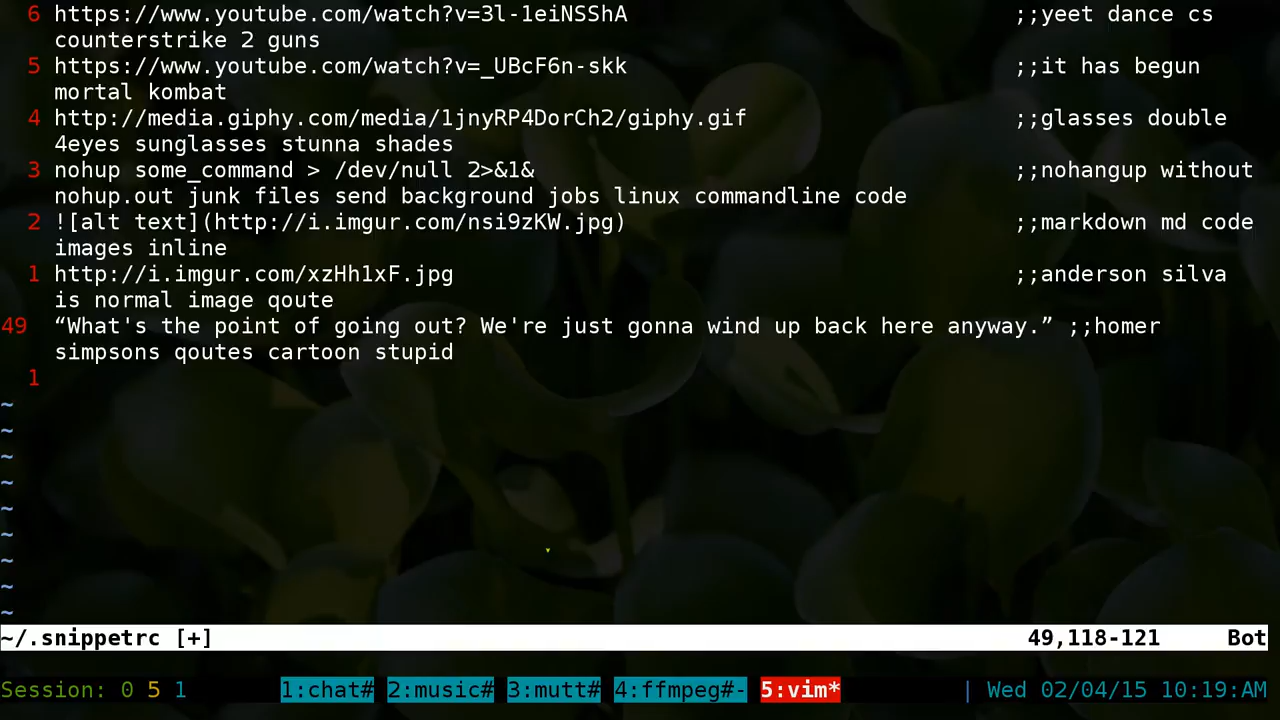 6 https://www.youtube.com/watch?v=3l-1eiNSShA ;;yeet dance cs
counterstrike 2 guns
5 https://www.youtube.com/watch?v=_UBcF6n-skk ;;it has begun
mortal kombat
4 http://media.giphy.com/media/1jnyRP4DorCh2/giphy.gif ;;glasses double
4eyes sunglasses stunna shades
3 nohup some_command > /dev/null 2>&1& ;;nohangup without
nohup.out junk files send background jobs linux commandline code
2 ![alt text](http://i.imgur.com/nsi9zKW.jpg) ;;markdown md code
images inline
1 http://i.imgur.com/xzHh1xF.jpg ;;anderson silva
is normal image qoute
49 “What's the point of going out? We're just gonna wind up back here anyway.” ;;homer
simpsons qoutes cartoon stupid
1
~
~
~
~
~
~
~
~
~
~/.snippetrc [+] 49,118-121 Bot
Session: 0 5 1 1:chat# 2:music# 3:mutt# 4:ffmpeg#- 5:vim* | Wed 02/04/15 10:19AM